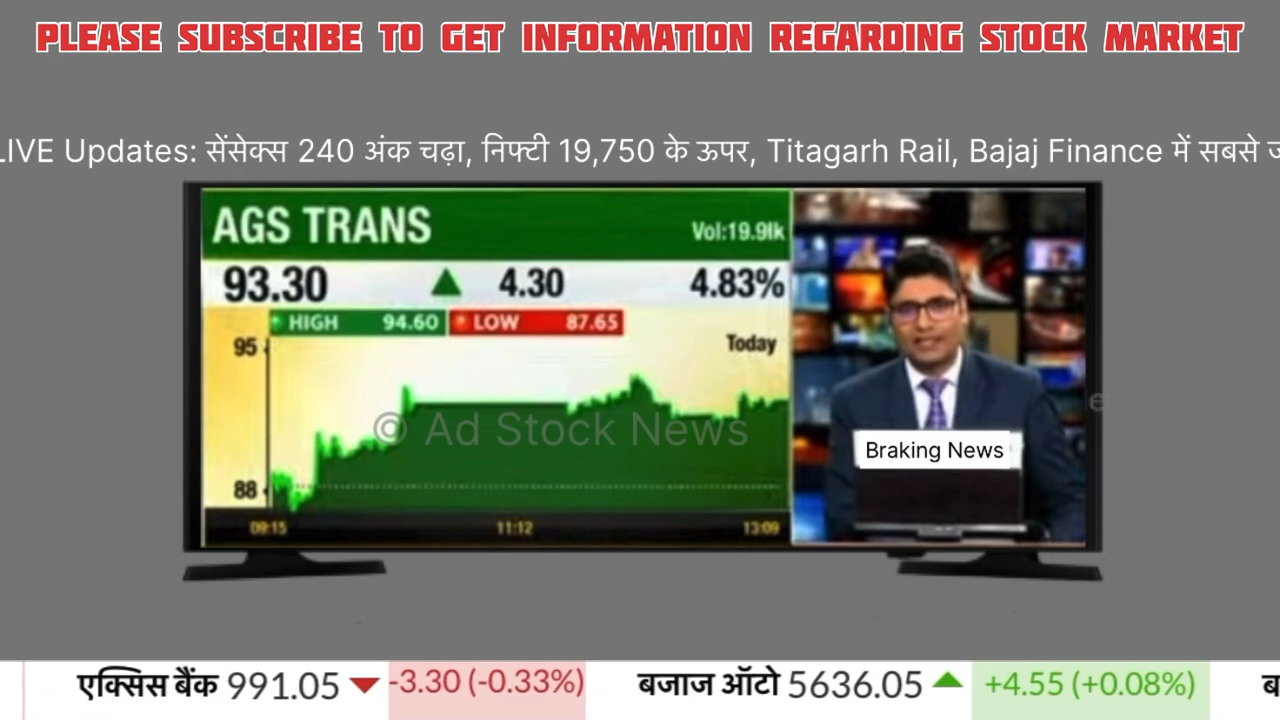 PLEASE SUBSCRIBE TO GET INFORMATION REGARDING STOCK MARKET
LIVE Updates: सेंसेक्स 240 अंक चढ़ा, निफ्टी 19,750 के ऊपर, Titagarh Rail, Bajaj Finance में सबसे
AGS TRANS Vol:19.9lk
93.30 ▲ 4.30 4.83%
HIGH 94.60 LOW 87.65
95 Today
© Ad Stock News
Braking News
88
09:15 11:12 13:09
एक्सिस बैंक 991.05 ▼ -3.30 (-0.33%) बजाज ऑटो 5636.05 ▲ +4.55 (+0.08%) ब